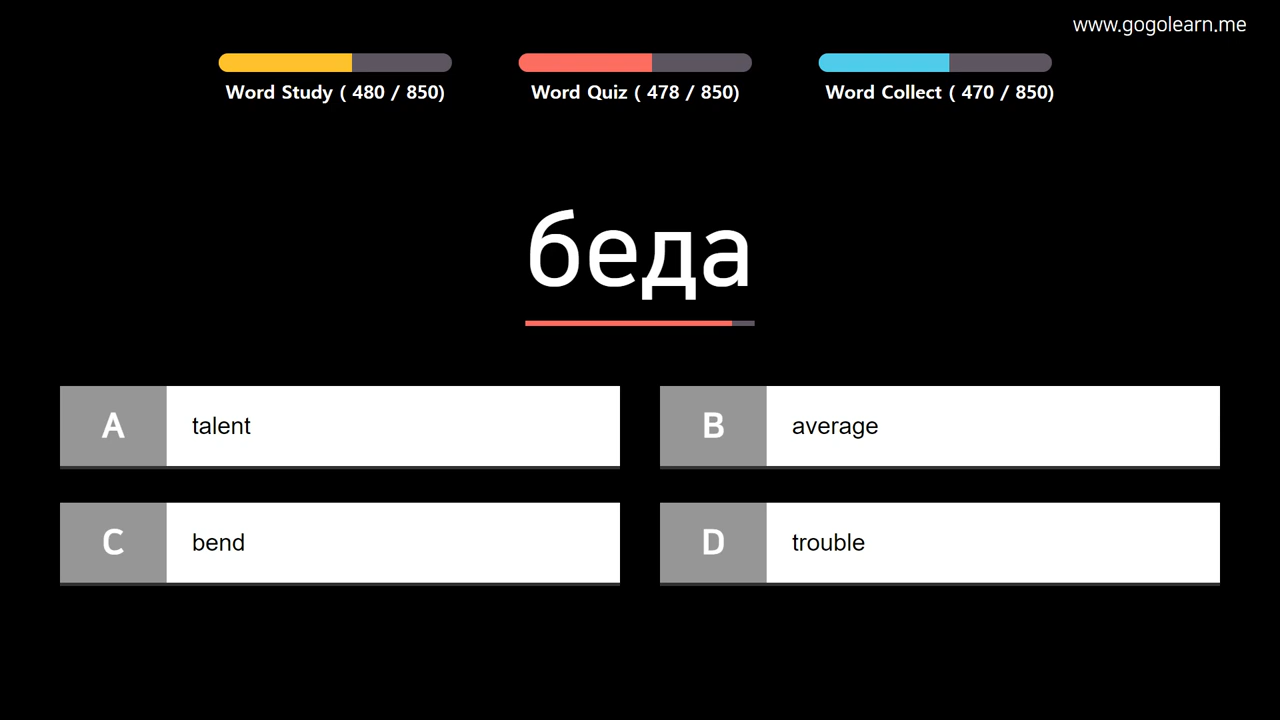 www.gogolearn.me
Word Study ( 480 / 850)
Word Quiz ( 478 / 850)
Word Collect ( 470 / 850)
беда
A talent
B average
C bend
D trouble